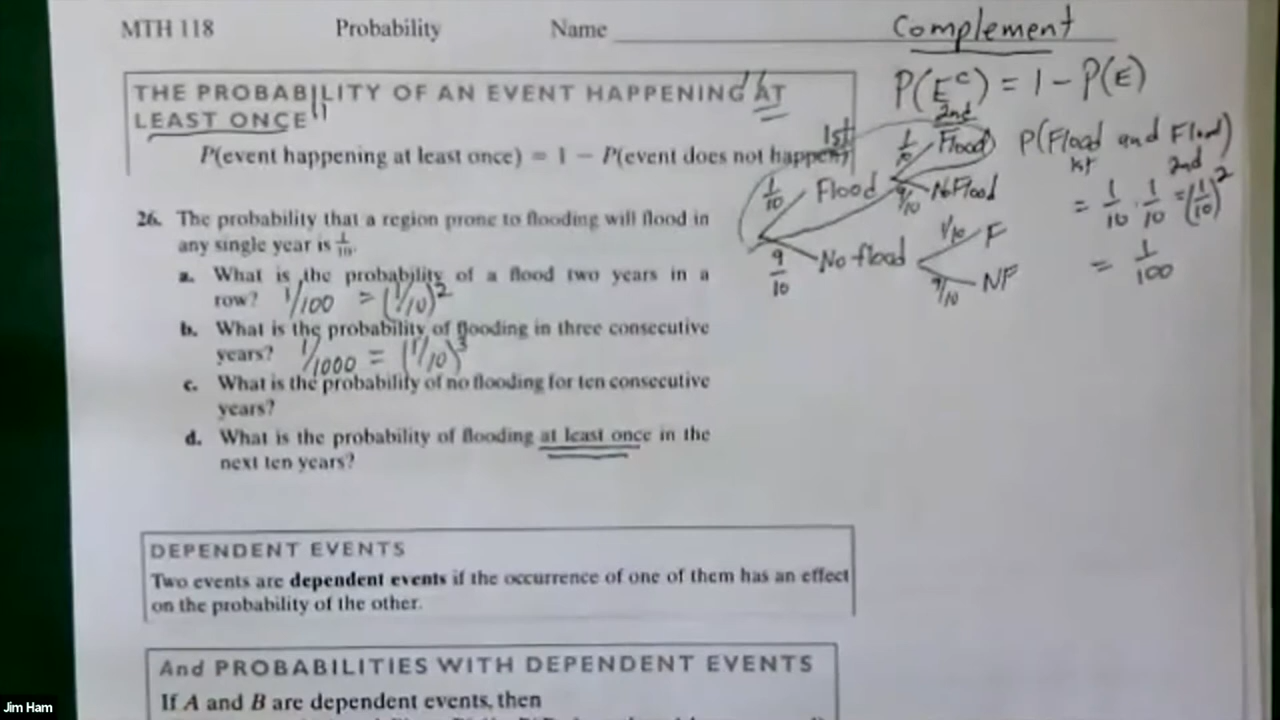 MTH 118 Probability Name
Complement
P(Eᶜ) = 1 - P(E)
THE PROBABILITY OF AN EVENT HAPPENING "AT
LEAST ONCE"
P(event happening at least once) = 1 − P(event does not happen)
1st
2nd
1/10 Flood
1/10 Flood
9/10 No Flood
9/10 No flood
1/10 F
9/10 NF
P(Flood and Flood)
1st 2nd
= 1/10 · 1/10 = (1/10)²
= 1/100
26. The probability that a region prone to flooding will flood in
any single year is 1/10.
a. What is the probability of a flood two years in a
row? 1/100 = (1/10)²
b. What is the probability of flooding in three consecutive
years? 1/1000 = (1/10)³
c. What is the probability of no flooding for ten consecutive
years?
d. What is the probability of flooding at least once in the
next ten years?
DEPENDENT EVENTS
Two events are dependent events if the occurrence of one of them has an effect
on the probability of the other.
And PROBABILITIES WITH DEPENDENT EVENTS
If A and B are dependent events, then
Jim Ham